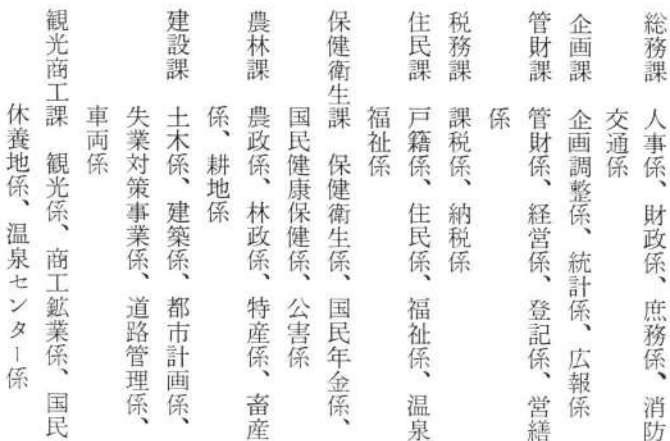 総務課　人事係、財政係、庶務係、消防
交通係
企画課　企画調整係、統計係、広報係
管財課　管財係、経営係、登記係、営繕
係
税務課　課税係、納税係
住民課　戸籍係、住民係、福祉係、温泉
福祉係
保健衛生課　保健衛生係、国民年金係、
国民健康保健係、公害係
農林課　農政係、林政係、特産係、畜産
係、耕地係
建設課　土木係、建築係、都市計画係、
失業対策事業係、道路管理係、
車両係
観光商工課　観光係、商工鉱業係、国民
休養地係、温泉センター係